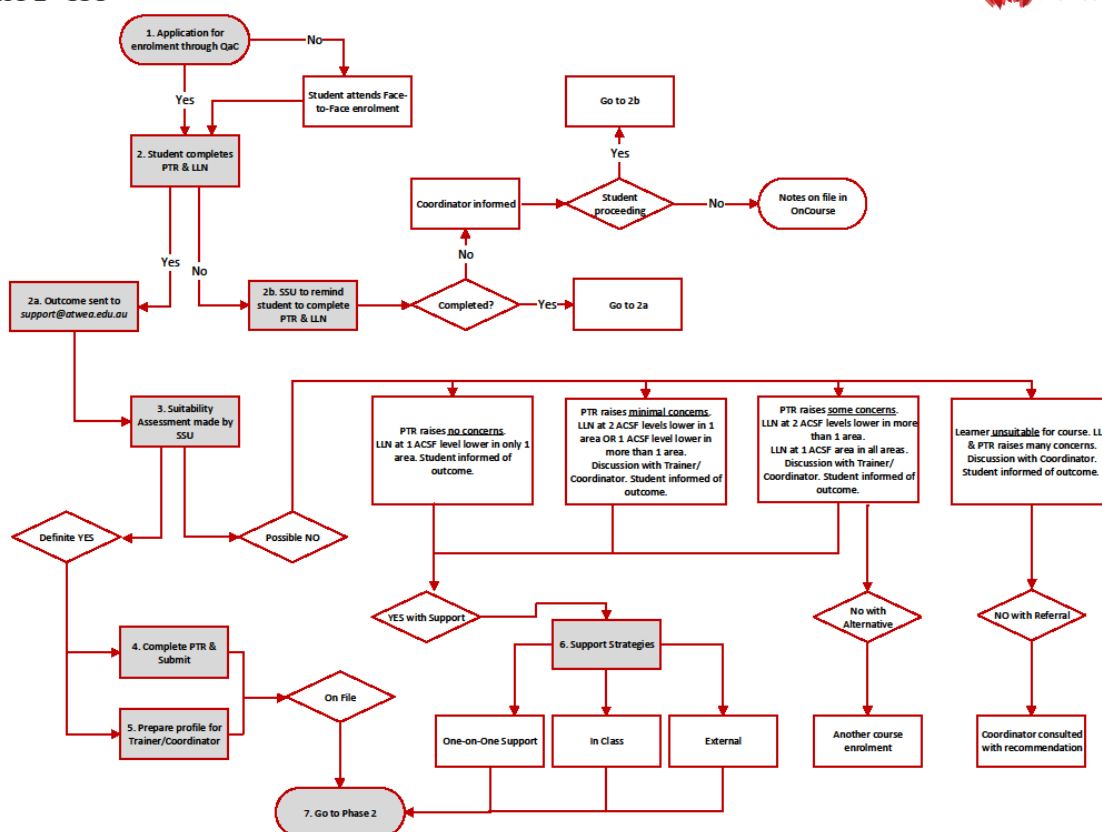 1. Application for
enrolment through QaC
No
Student attends Face-
to-Face enrolment
Yes
2. Student completes
PTR & LLN
Go to 2b
Yes
Coordinator informed
Student
proceeding
No
Notes on file in
OnCourse
Yes
No
No
2a. Outcome sent to
support@atwea.edu.au
2b. SSU to remind
student to complete
PTR & LLN
Completed?
Yes
Go to 2a
3. Suitability
Assessment made by
SSU
PTR raises no concerns.
LLN at 1 ACSF level lower in only 1
area. Student informed of
outcome.
PTR raises minimal concerns.
LLN at 2 ACSF levels lower in 1
area OR 1 ACSF level lower in
more than 1 area.
Discussion with Trainer/
Coordinator. Student informed of
outcome.
PTR raises some concerns.
LLN at 2 ACSF levels lower in more
than 1 area.
LLN at 1 ACSF area in all areas.
Discussion with Trainer/
Coordinator. Student informed of
outcome.
Learner unsuitable for course. LL
& PTR raises many concerns.
Discussion with Coordinator.
Student informed of outcome.
Definite YES
Possible NO
YES with Support
No with
Alternative
NO with Referral
4. Complete PTR &
Submit
6. Support Strategies
On File
5. Prepare profile for
Trainer/Coordinator
One-on-One Support
In Class
External
Another course
enrolment
Coordinator consulted
with recommendation
7. Go to Phase 2